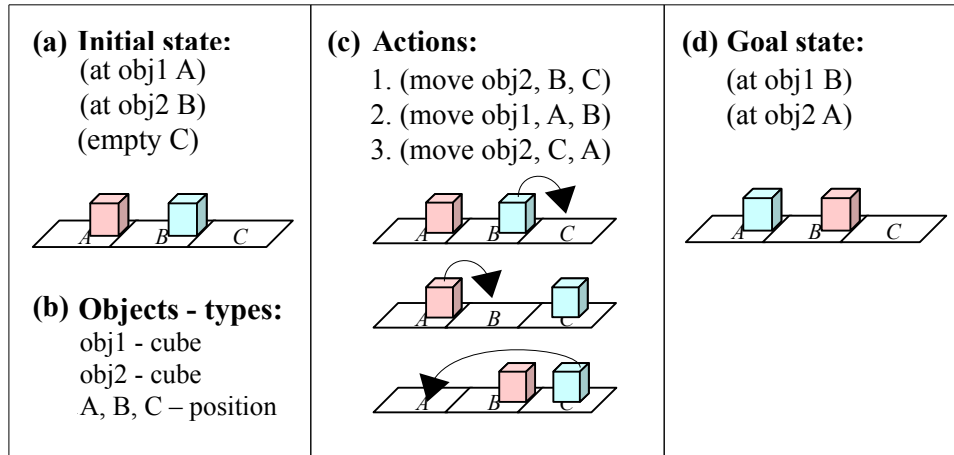 (a) Initial state:
(at obj1 A)
(at obj2 B)
(empty C)
A B C
(b) Objects - types:
obj1 - cube
obj2 - cube
A, B, C – position
(c) Actions:
1. (move obj2, B, C)
2. (move obj1, A, B)
3. (move obj2, C, A)
A B C
A B C
A B C
(d) Goal state:
(at obj1 B)
(at obj2 A)
A B C